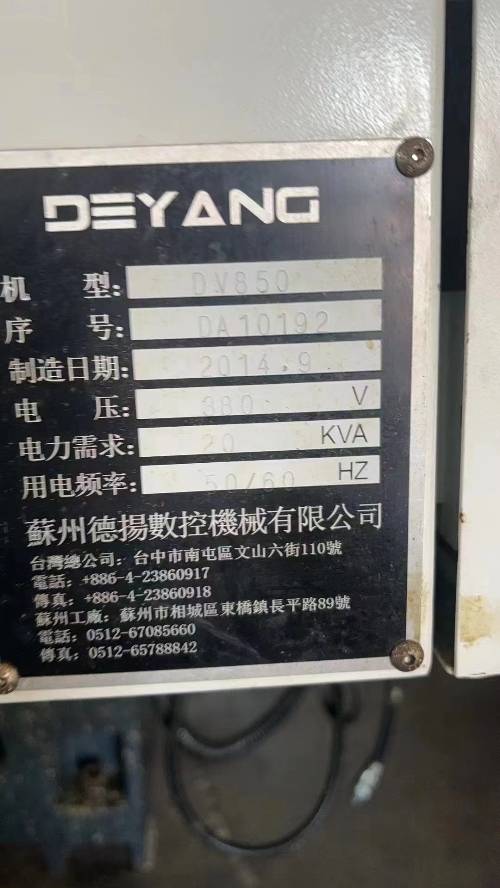 DEYANG
机 型: DV850
序 号: DA10192
制造日期: 2014.9
电 压: 380 V
电力需求: 20 KVA
用电频率: 50/60 HZ
蘇州德揚數控機械有限公司
台灣總公司: 台中市南屯區文山六街110號
電話: +886-4-23860917
傳真: +886-4-23860918
蘇州工廠: 蘇州市相城區東橋鎮長平路89號
電話: 0512-67085660
傳真: 0512-65788842